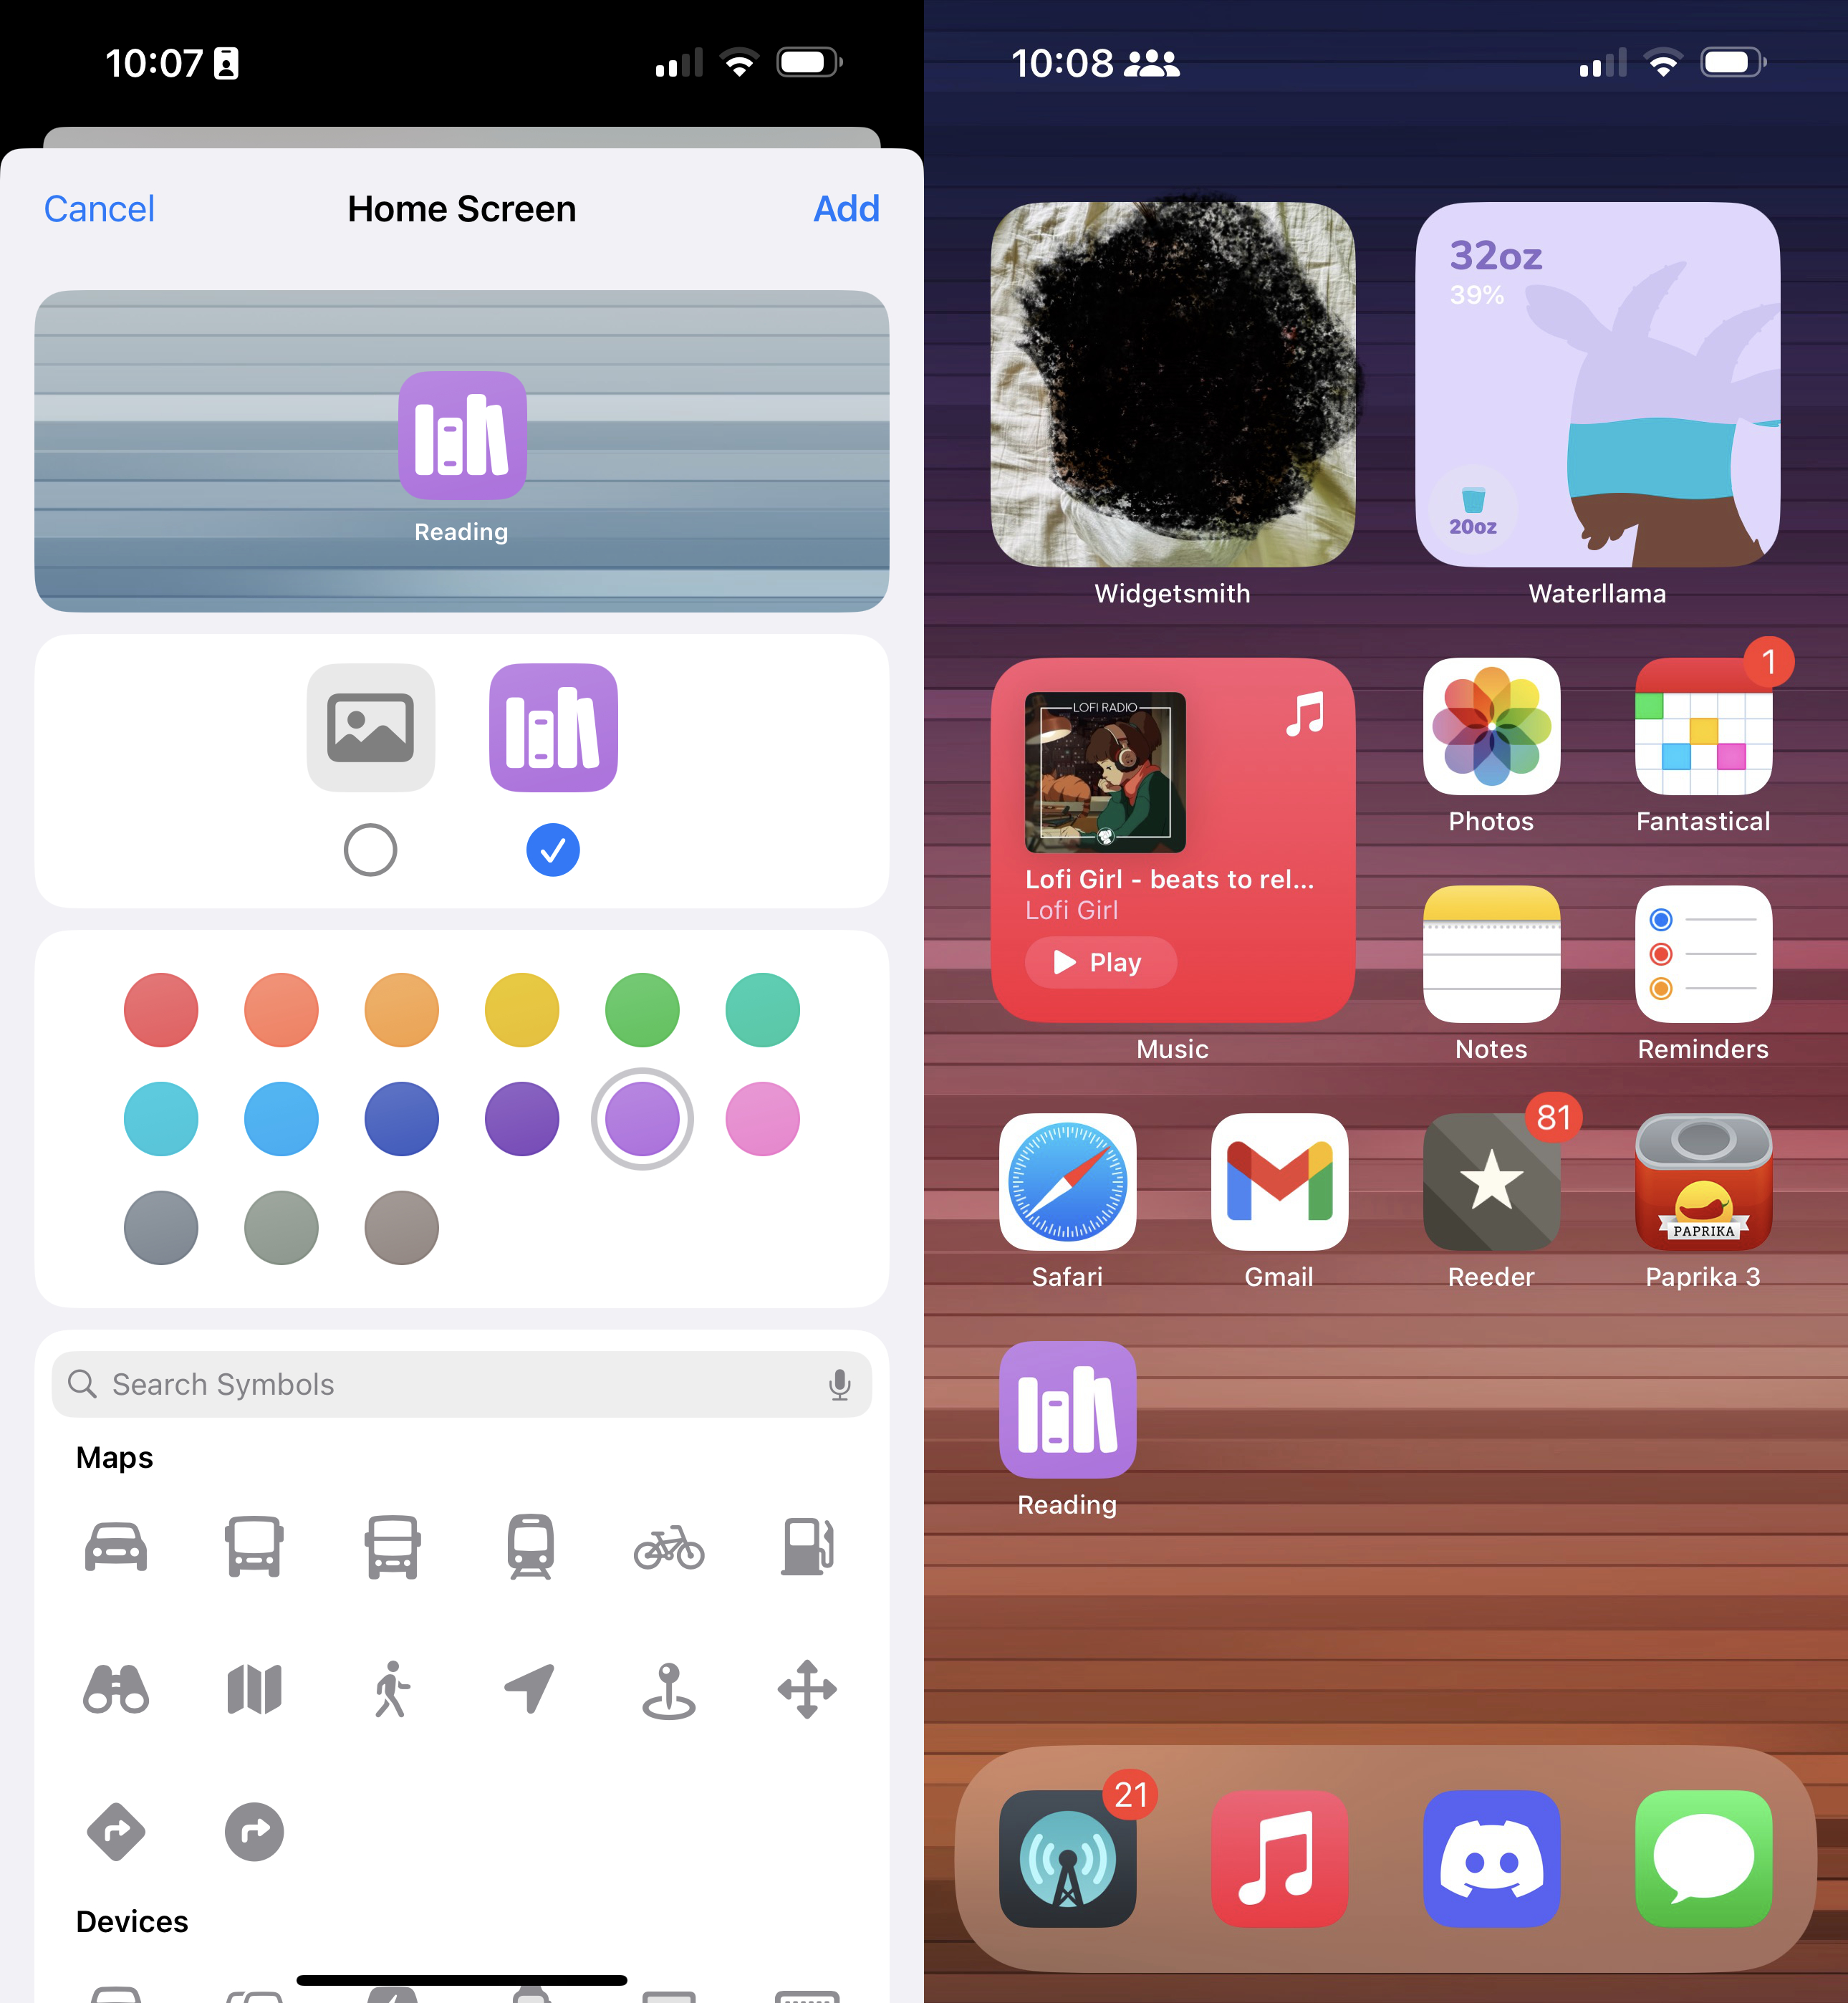 10:07
Cancel
Home Screen
Add
Reading
Search Symbols
Maps
Devices
10:08
32oz
39%
20oz
Widgetsmith
Waterllama
LOFI RADIO
Lofi Girl - beats to rel...
Lofi Girl
Play
Music
Photos
1
Fantastical
Notes
Reminders
Safari
Gmail
81
Reeder
PAPRIKA
Paprika 3
Reading
21